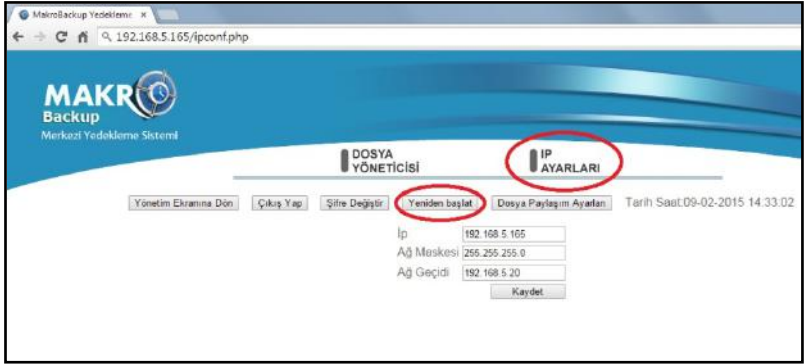 MakroBackup Yedekleme
192.168.5.165/ipconf.php
MAKRO
Backup
Merkezi Yedekleme Sistemi
DOSYA
YÖNETİCİSİ
IP
AYARLARI
Yönetim Ekranına Dön
Çıkış Yap
Şifre Değiştir
Yeniden başlat
Dosya Paylaşım Ayarları
Tarih Saat:09-02-2015 14:33:02
İp 192.168.5.165
Ağ Maskesi 255.255.255.0
Ağ Geçidi 192.168.5.20
Kaydet